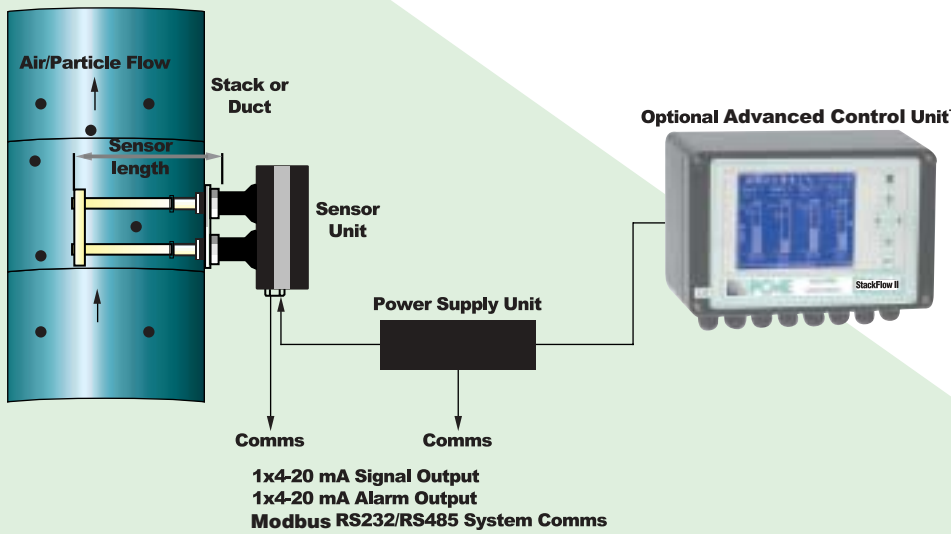 Air/Particle Flow
Stack or
Duct
Sensor
length
Sensor
Unit
Optional Advanced Control Unit
PCME
StackFlow II
Power Supply Unit
Comms
Comms
1x4-20 mA Signal Output
1x4-20 mA Alarm Output
Modbus RS232/RS485 System Comms